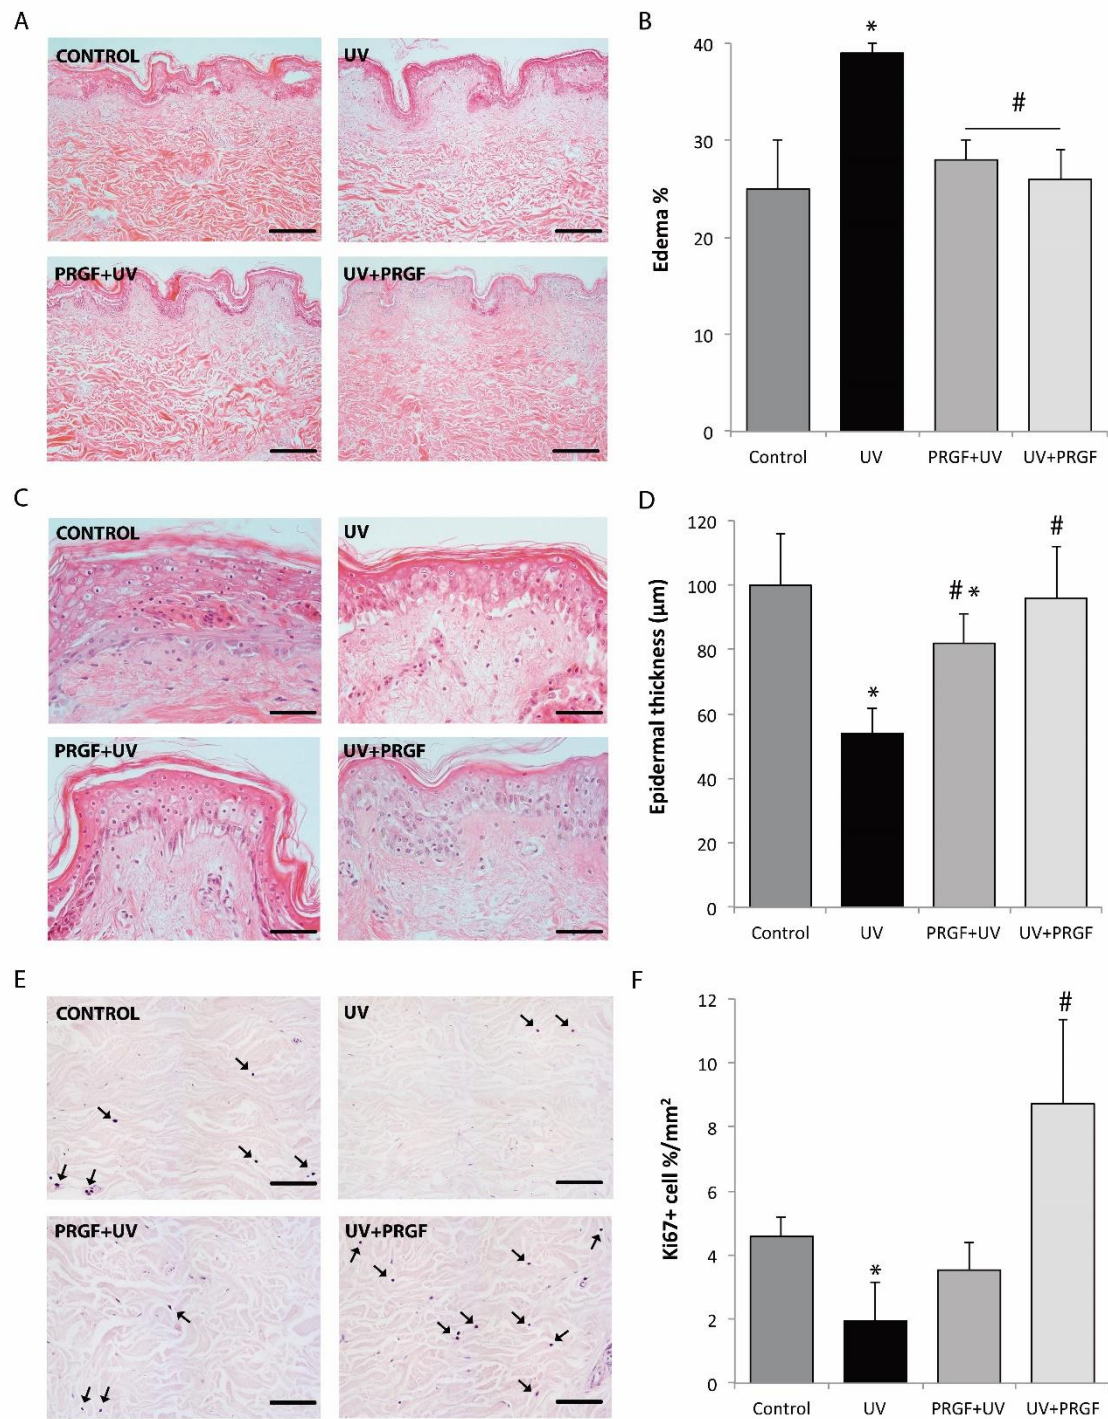 A
CONTROL
UV
PRGF+UV
UV+PRGF
B
*
#
40
30
20
10
0
Edema %
Control
UV
PRGF+UV
UV+PRGF
C
CONTROL
UV
PRGF+UV
UV+PRGF
D
#
# *
*
120
100
80
60
40
20
0
Epidermal thickness (µm)
Control
UV
PRGF+UV
UV+PRGF
E
CONTROL
UV
PRGF+UV
UV+PRGF
F
#
*
12
10
8
6
4
2
0
Ki67+ cell %/mm²
Control
UV
PRGF+UV
UV+PRGF